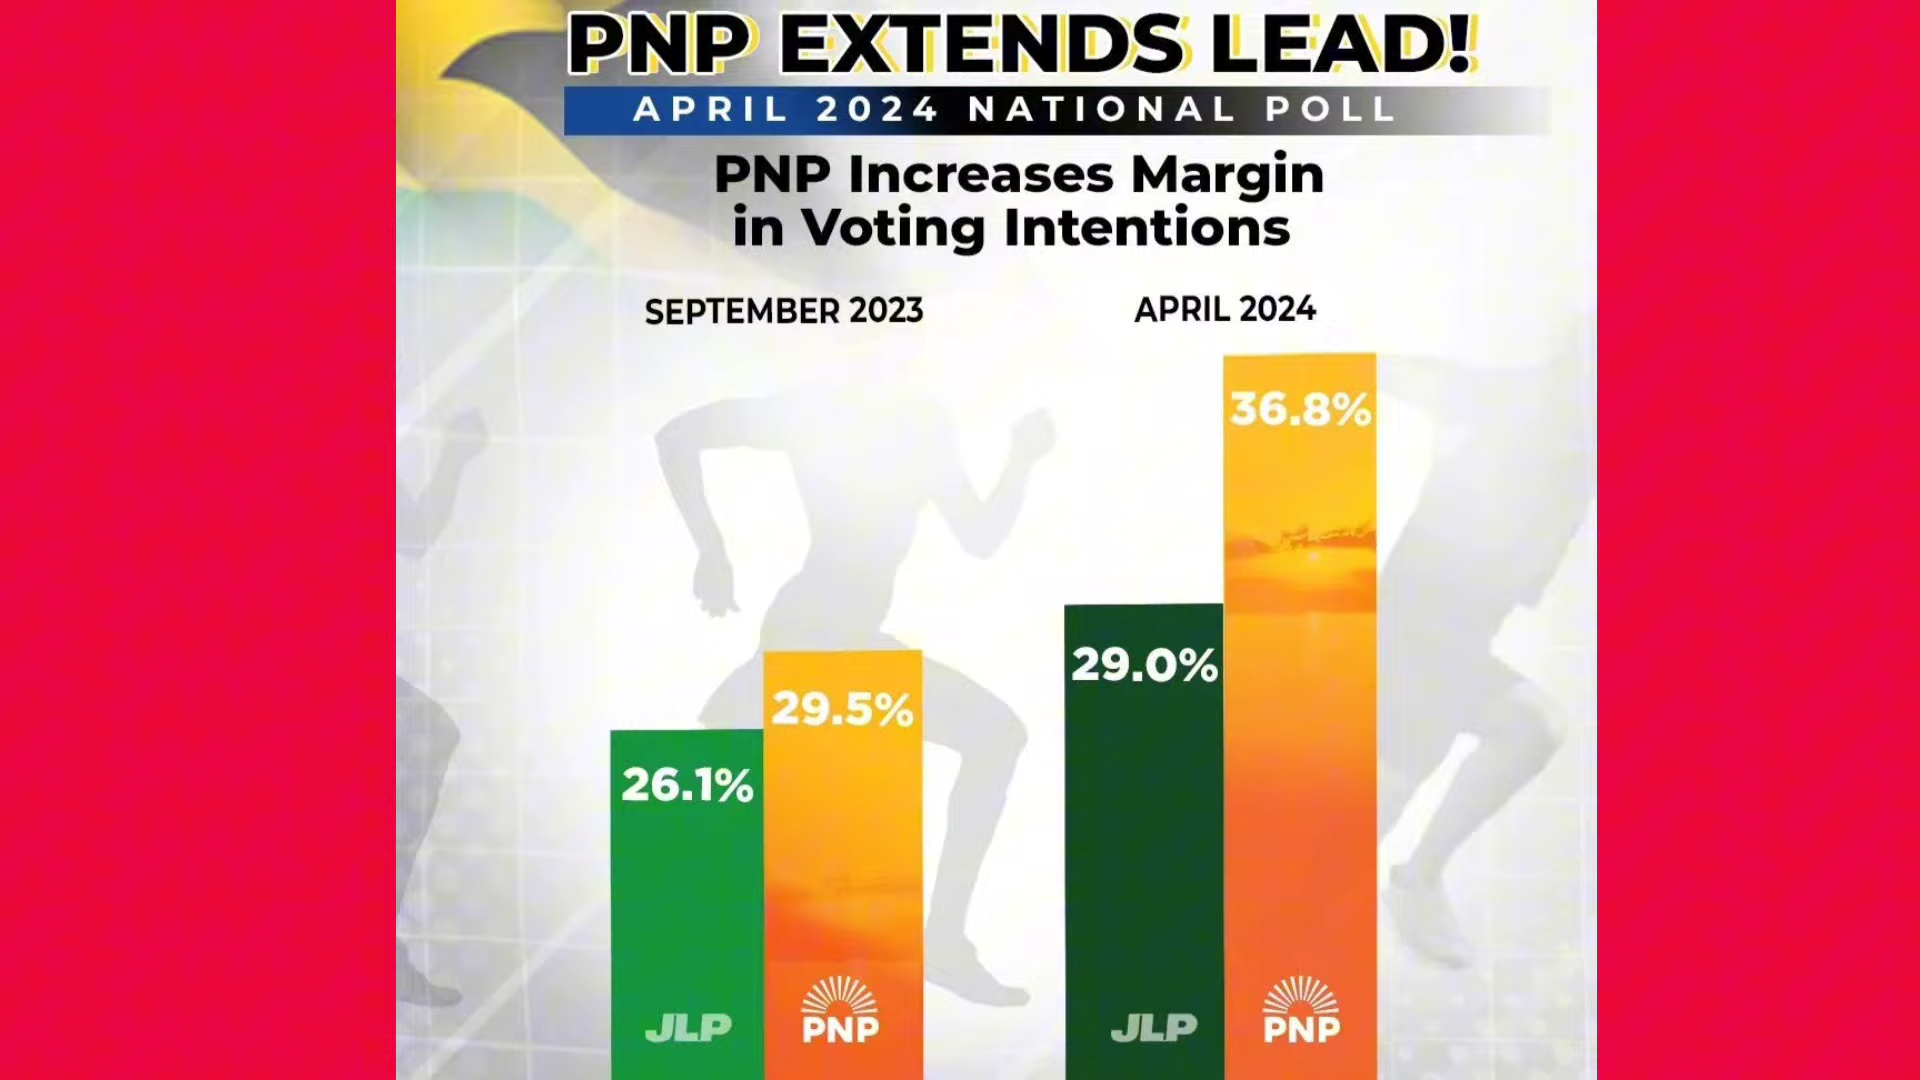 PNP EXTENDS LEAD!
APRIL 2024 NATIONAL POLL
PNP Increases Margin
in Voting Intentions
SEPTEMBER 2023
26.1%
29.5%
JLP
PNP
APRIL 2024
29.0%
36.8%
JLP
PNP